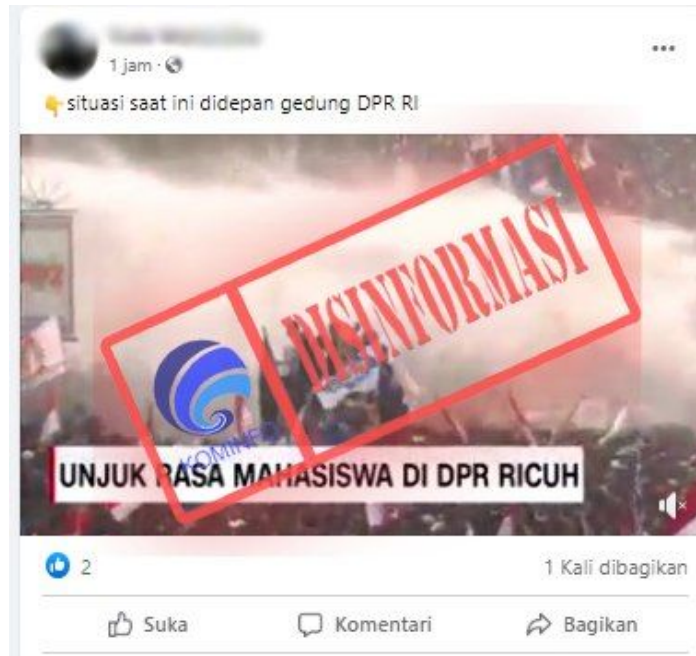 1 jam ·
👇situasi saat ini didepan gedung DPR RI
DISINFORMASI
KOMINFO
UNJUK RASA MAHASISWA DI DPR RICUH
2
1 Kali dibagikan
Suka
Komentari
Bagikan